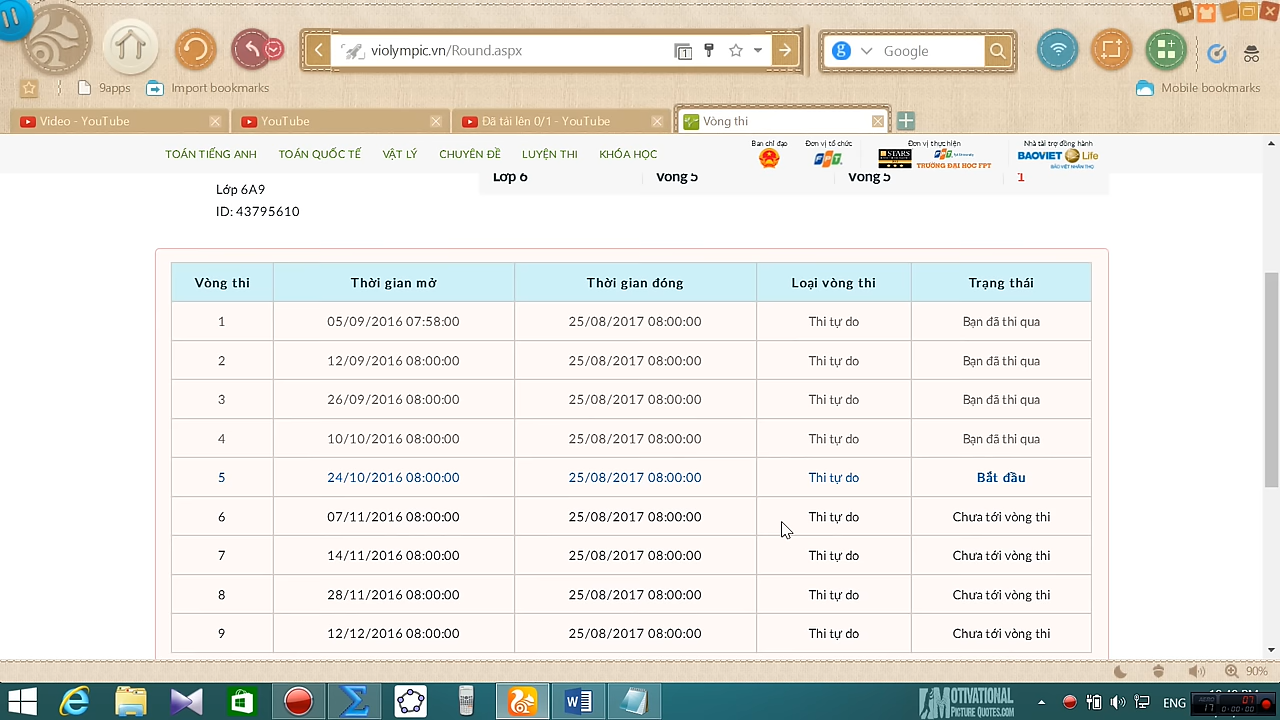 violympic.vn/Round.aspx
Google
9apps
Import bookmarks
Mobile bookmarks
Video - YouTube
YouTube
Đã tải lên 0/1 - YouTube
Vòng thi
TOÁN TIẾNG ANH
TOÁN QUỐC TẾ
VẬT LÝ
CHUYÊN ĐỀ
LUYỆN THI
KHÓA HỌC
Ban chỉ đạo
Đơn vị tổ chức
Đơn vị thực hiện
Nhà tài trợ đồng hành
FPT
STARS
TRƯỜNG ĐẠI HỌC FPT
BAOVIET Life
Lớp 6 Vòng 5 Vòng 5 1
Lớp 6A9
ID: 43795610
Vòng thi Thời gian mở Thời gian đóng Loại vòng thi Trạng thái
1 05/09/2016 07:58:00 25/08/2017 08:00:00 Thi tự do Bạn đã thi qua
2 12/09/2016 08:00:00 25/08/2017 08:00:00 Thi tự do Bạn đã thi qua
3 26/09/2016 08:00:00 25/08/2017 08:00:00 Thi tự do Bạn đã thi qua
4 10/10/2016 08:00:00 25/08/2017 08:00:00 Thi tự do Bạn đã thi qua
5 24/10/2016 08:00:00 25/08/2017 08:00:00 Thi tự do Bắt đầu
6 07/11/2016 08:00:00 25/08/2017 08:00:00 Thi tự do Chưa tới vòng thi
7 14/11/2016 08:00:00 25/08/2017 08:00:00 Thi tự do Chưa tới vòng thi
8 28/11/2016 08:00:00 25/08/2017 08:00:00 Thi tự do Chưa tới vòng thi
9 12/12/2016 08:00:00 25/08/2017 08:00:00 Thi tự do Chưa tới vòng thi
90%
MOTIVATIONAL
PICTURE QUOTES.COM
ENG